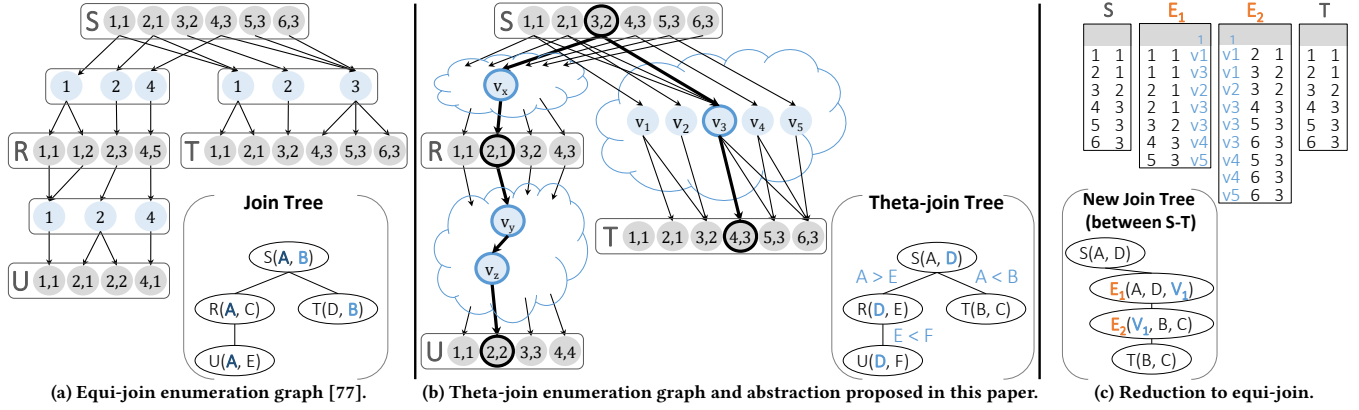 S 1,1 2,1 3,2 4,3 5,3 6,3
1 2 4
1 2 3
R 1,1 1,2 2,3 4,5
T 1,1 2,1 3,2 4,3 5,3 6,3
1 2 4
U 1,1 2,1 2,2 4,1
Join Tree
S(A, B)
R(A, C) T(D, B)
U(A, E)
(a) Equi-join enumeration graph [77].
S 1,1 2,1 3,2 4,3 5,3 6,3
vx
v1 v2 v3 v4 v5
R 1,1 2,1 3,2 4,3
vy
vz
T 1,1 2,1 3,2 4,3 5,3 6,3
U 1,1 2,2 3,3 4,4
Theta-join Tree
S(A, D)
A > E A < B
R(D, E) T(B, C)
E < F
U(D, F)
(b) Theta-join enumeration graph and abstraction proposed in this paper.
S E1 E2 T
1 1
1 1 1 1 v1 v1 2 1 1 1
2 1 1 1 v3 v1 3 2 2 1
3 2 2 1 v2 v2 3 2 3 2
4 3 2 1 v3 v3 4 3 4 3
5 3 3 2 v3 v3 5 3 5 3
6 3 4 3 v4 v3 6 3 6 3
5 3 v5 v4 5 3
v4 6 3
v5 6 3
New Join Tree
(between S-T)
S(A, D)
E1(A, D, V1)
E2(V1, B, C)
T(B, C)
(c) Reduction to equi-join.